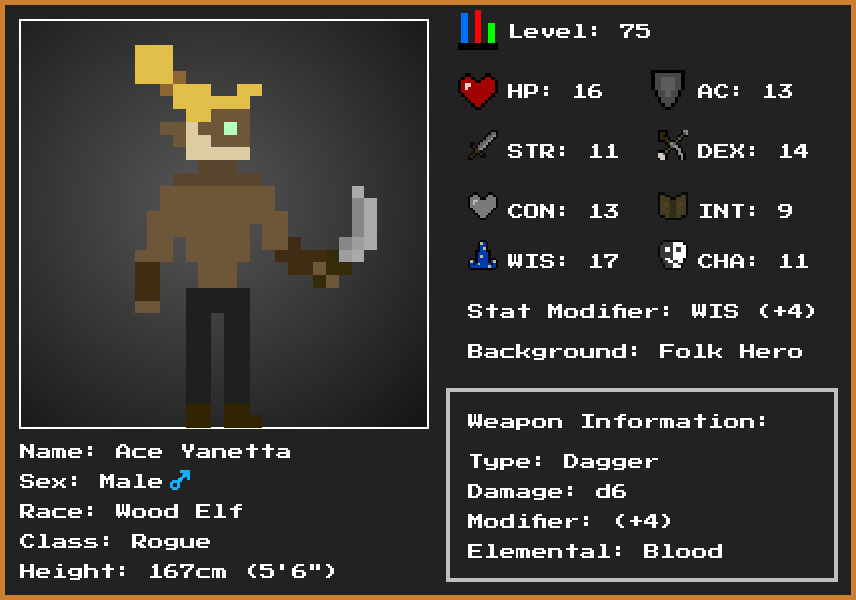 Level: 75
HP: 16 AC: 13
STR: 11 DEX: 14
CON: 13 INT: 9
WIS: 17 CHA: 11
Stat Modifier: WIS (+4)
Background: Folk Hero
Weapon Information:
Type: Dagger
Damage: d6
Modifier: (+4)
Elemental: Blood
Name: Ace Yanetta
Sex: Male♂
Race: Wood Elf
Class: Rogue
Height: 167cm (5'6")